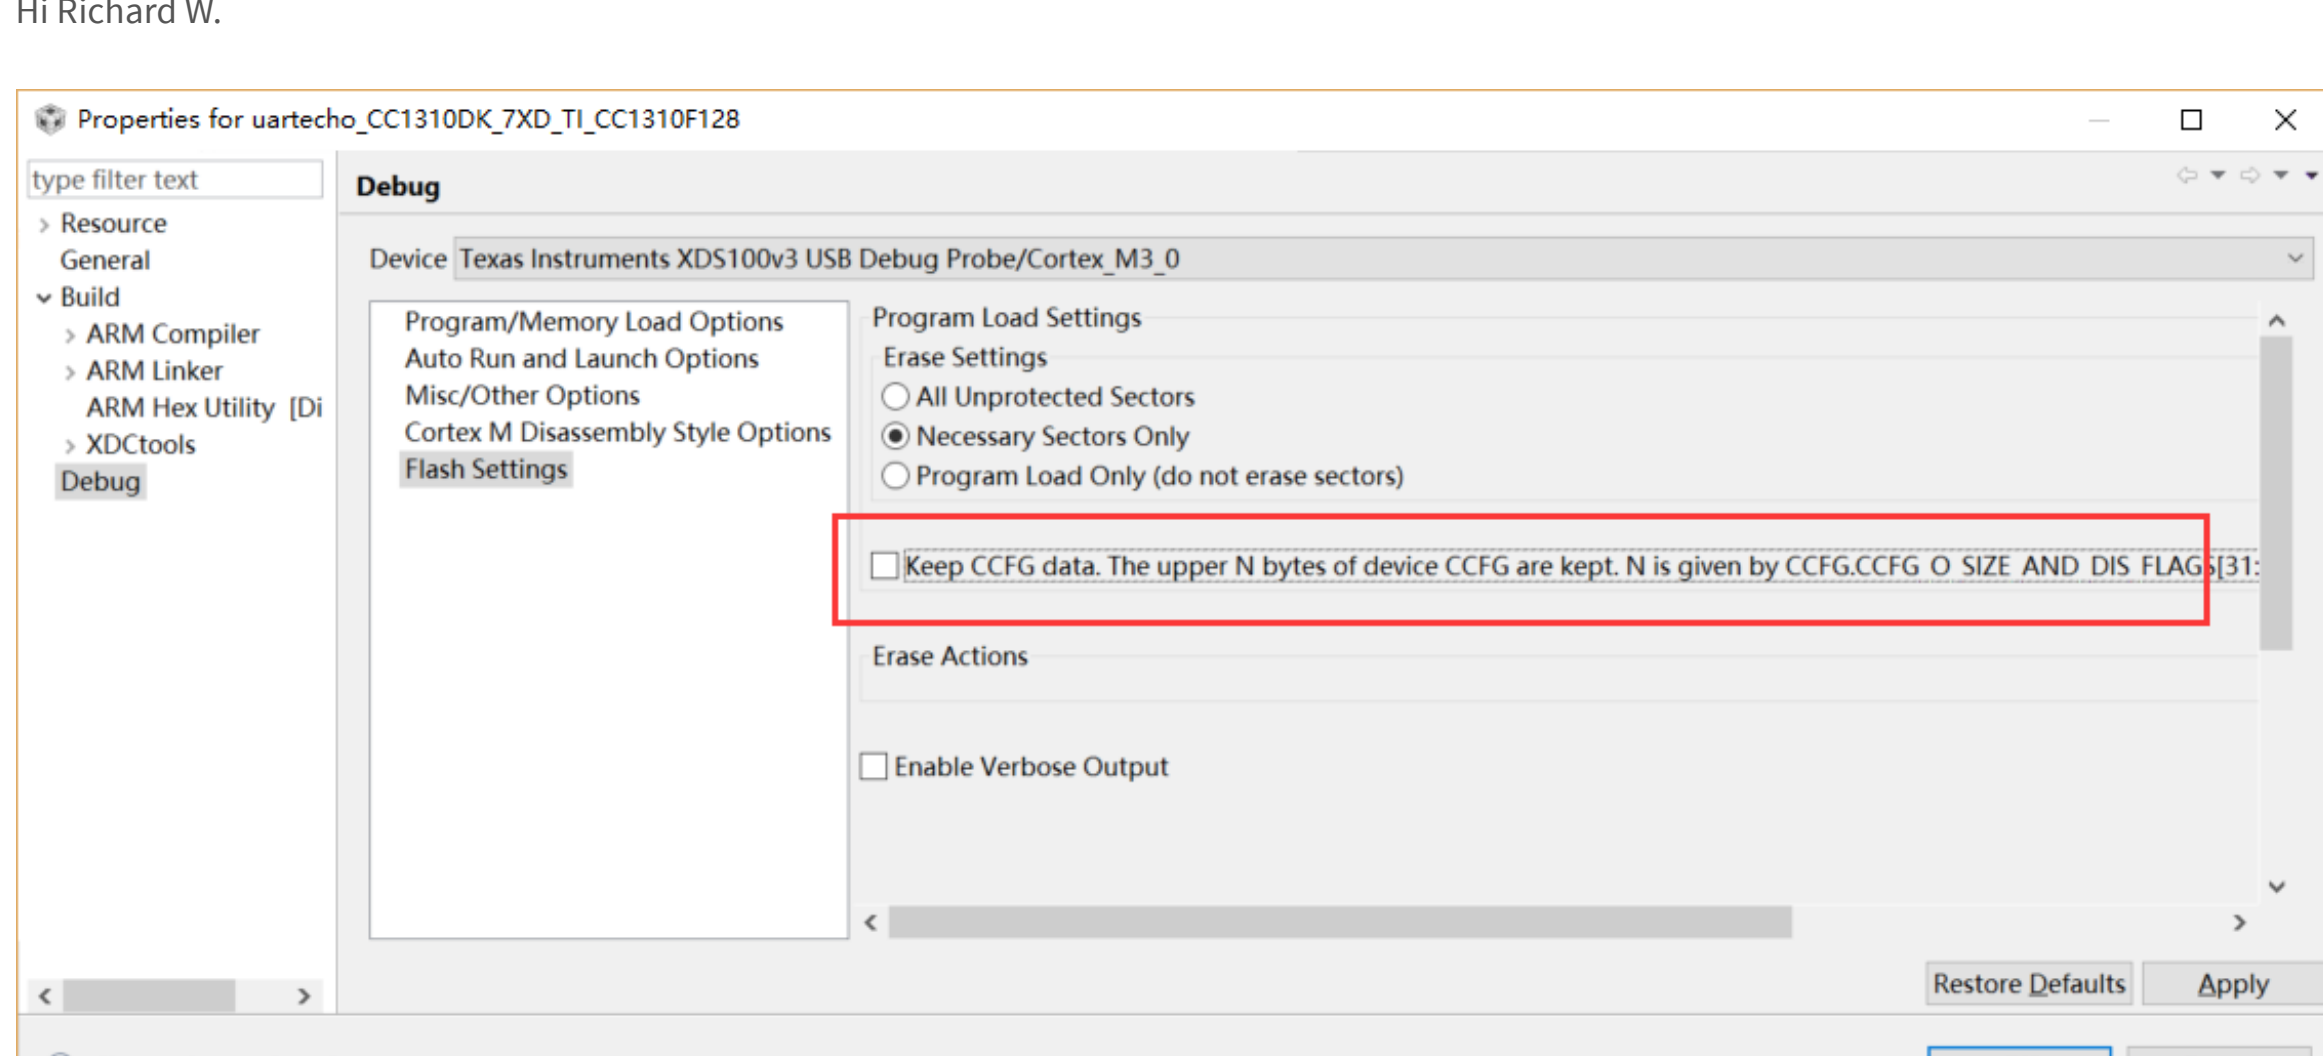 Hi Richard W.
Properties for uartecho_CC1310DK_7XD_TI_CC1310F128
type filter text
Debug
Resource
General
Build
ARM Compiler
ARM Linker
ARM Hex Utility [Di
XDCtools
Debug
Device
Texas Instruments XDS100v3 USB Debug Probe/Cortex_M3_0
Program/Memory Load Options
Auto Run and Launch Options
Misc/Other Options
Cortex M Disassembly Style Options
Flash Settings
Program Load Settings
Erase Settings
All Unprotected Sectors
Necessary Sectors Only
Program Load Only (do not erase sectors)
Keep CCFG data. The upper N bytes of device CCFG are kept. N is given by CCFG.CCFG_O_SIZE_AND_DIS_FLAGS[31:
Erase Actions
Enable Verbose Output
Restore Defaults
Apply